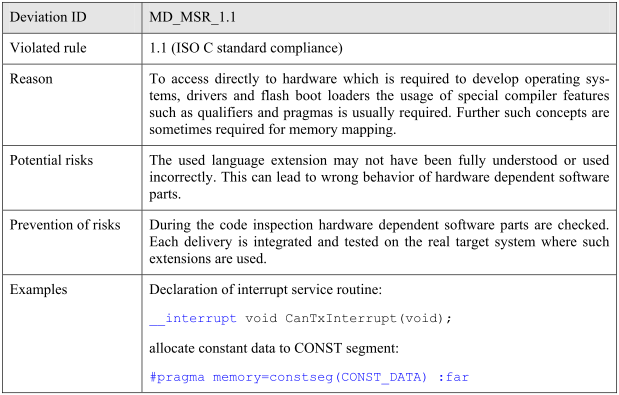 Deviation ID MD_MSR_1.1
Violated rule 1.1 (ISO C standard compliance)
Reason To access directly to hardware which is required to develop operating sys-
tems, drivers and flash boot loaders the usage of special compiler features
such as qualifiers and pragmas is usually required. Further such concepts are
sometimes required for memory mapping.
Potential risks The used language extension may not have been fully understood or used
incorrectly. This can lead to wrong behavior of hardware dependent software
parts.
Prevention of risks During the code inspection hardware dependent software parts are checked.
Each delivery is integrated and tested on the real target system where such
extensions are used.
Examples Declaration of interrupt service routine:
__interrupt void CanTxInterrupt(void);
allocate constant data to CONST segment:
#pragma memory=constseg(CONST_DATA) :far